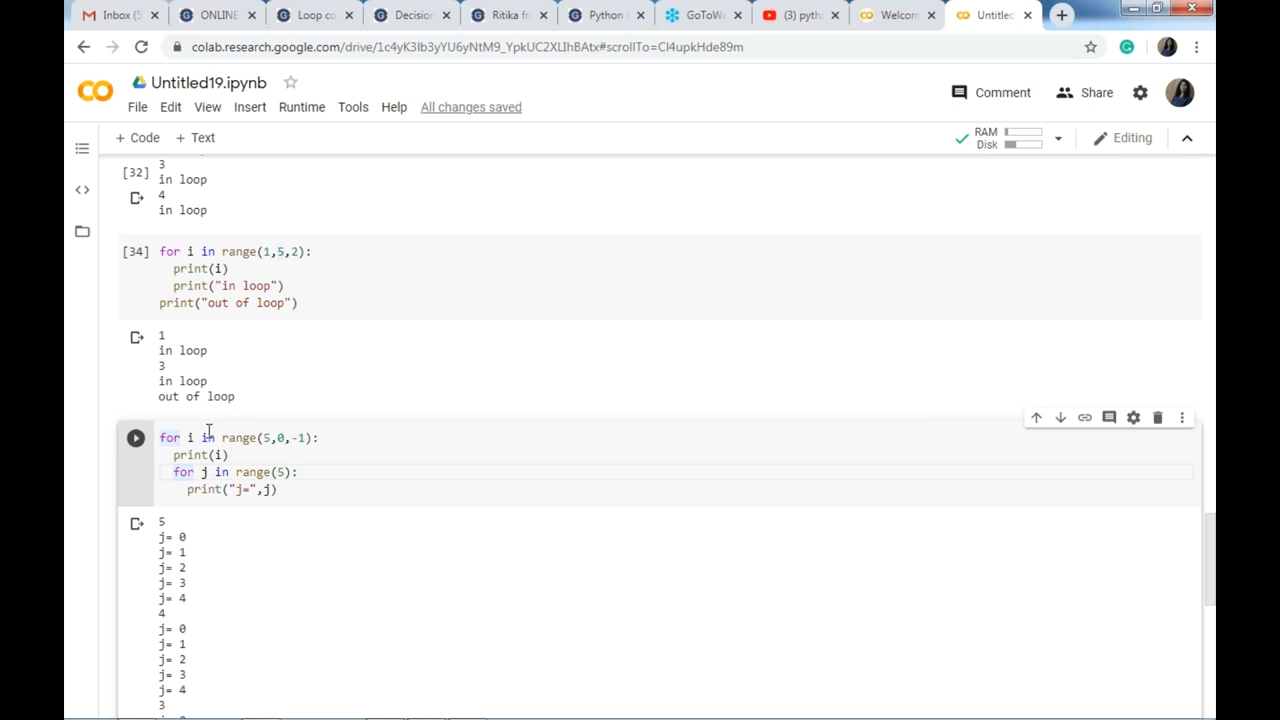 Inbox (5
ONLINE
Loop co
Decision
Ritika fr
Python I
GoToW
(3) pyth
Welcom
Untitled
colab.research.google.com/drive/1c4yK3Ib3yYU6yNtM9_YpkUC2XLIhBAtx#scrollTo=Cl4upkHde89m
Untitled19.ipynb
File Edit View Insert Runtime Tools Help All changes saved
Comment
Share
+ Code + Text
RAM
Disk
Editing
3
[32] in loop
4
in loop
[34] for i in range(1,5,2):
print(i)
print("in loop")
print("out of loop")
1
in loop
3
in loop
out of loop
for i in range(5,0,-1):
print(i)
for j in range(5):
print("j=",j)
5
j= 0
j= 1
j= 2
j= 3
j= 4
4
j= 0
j= 1
j= 2
j= 3
j= 4
3